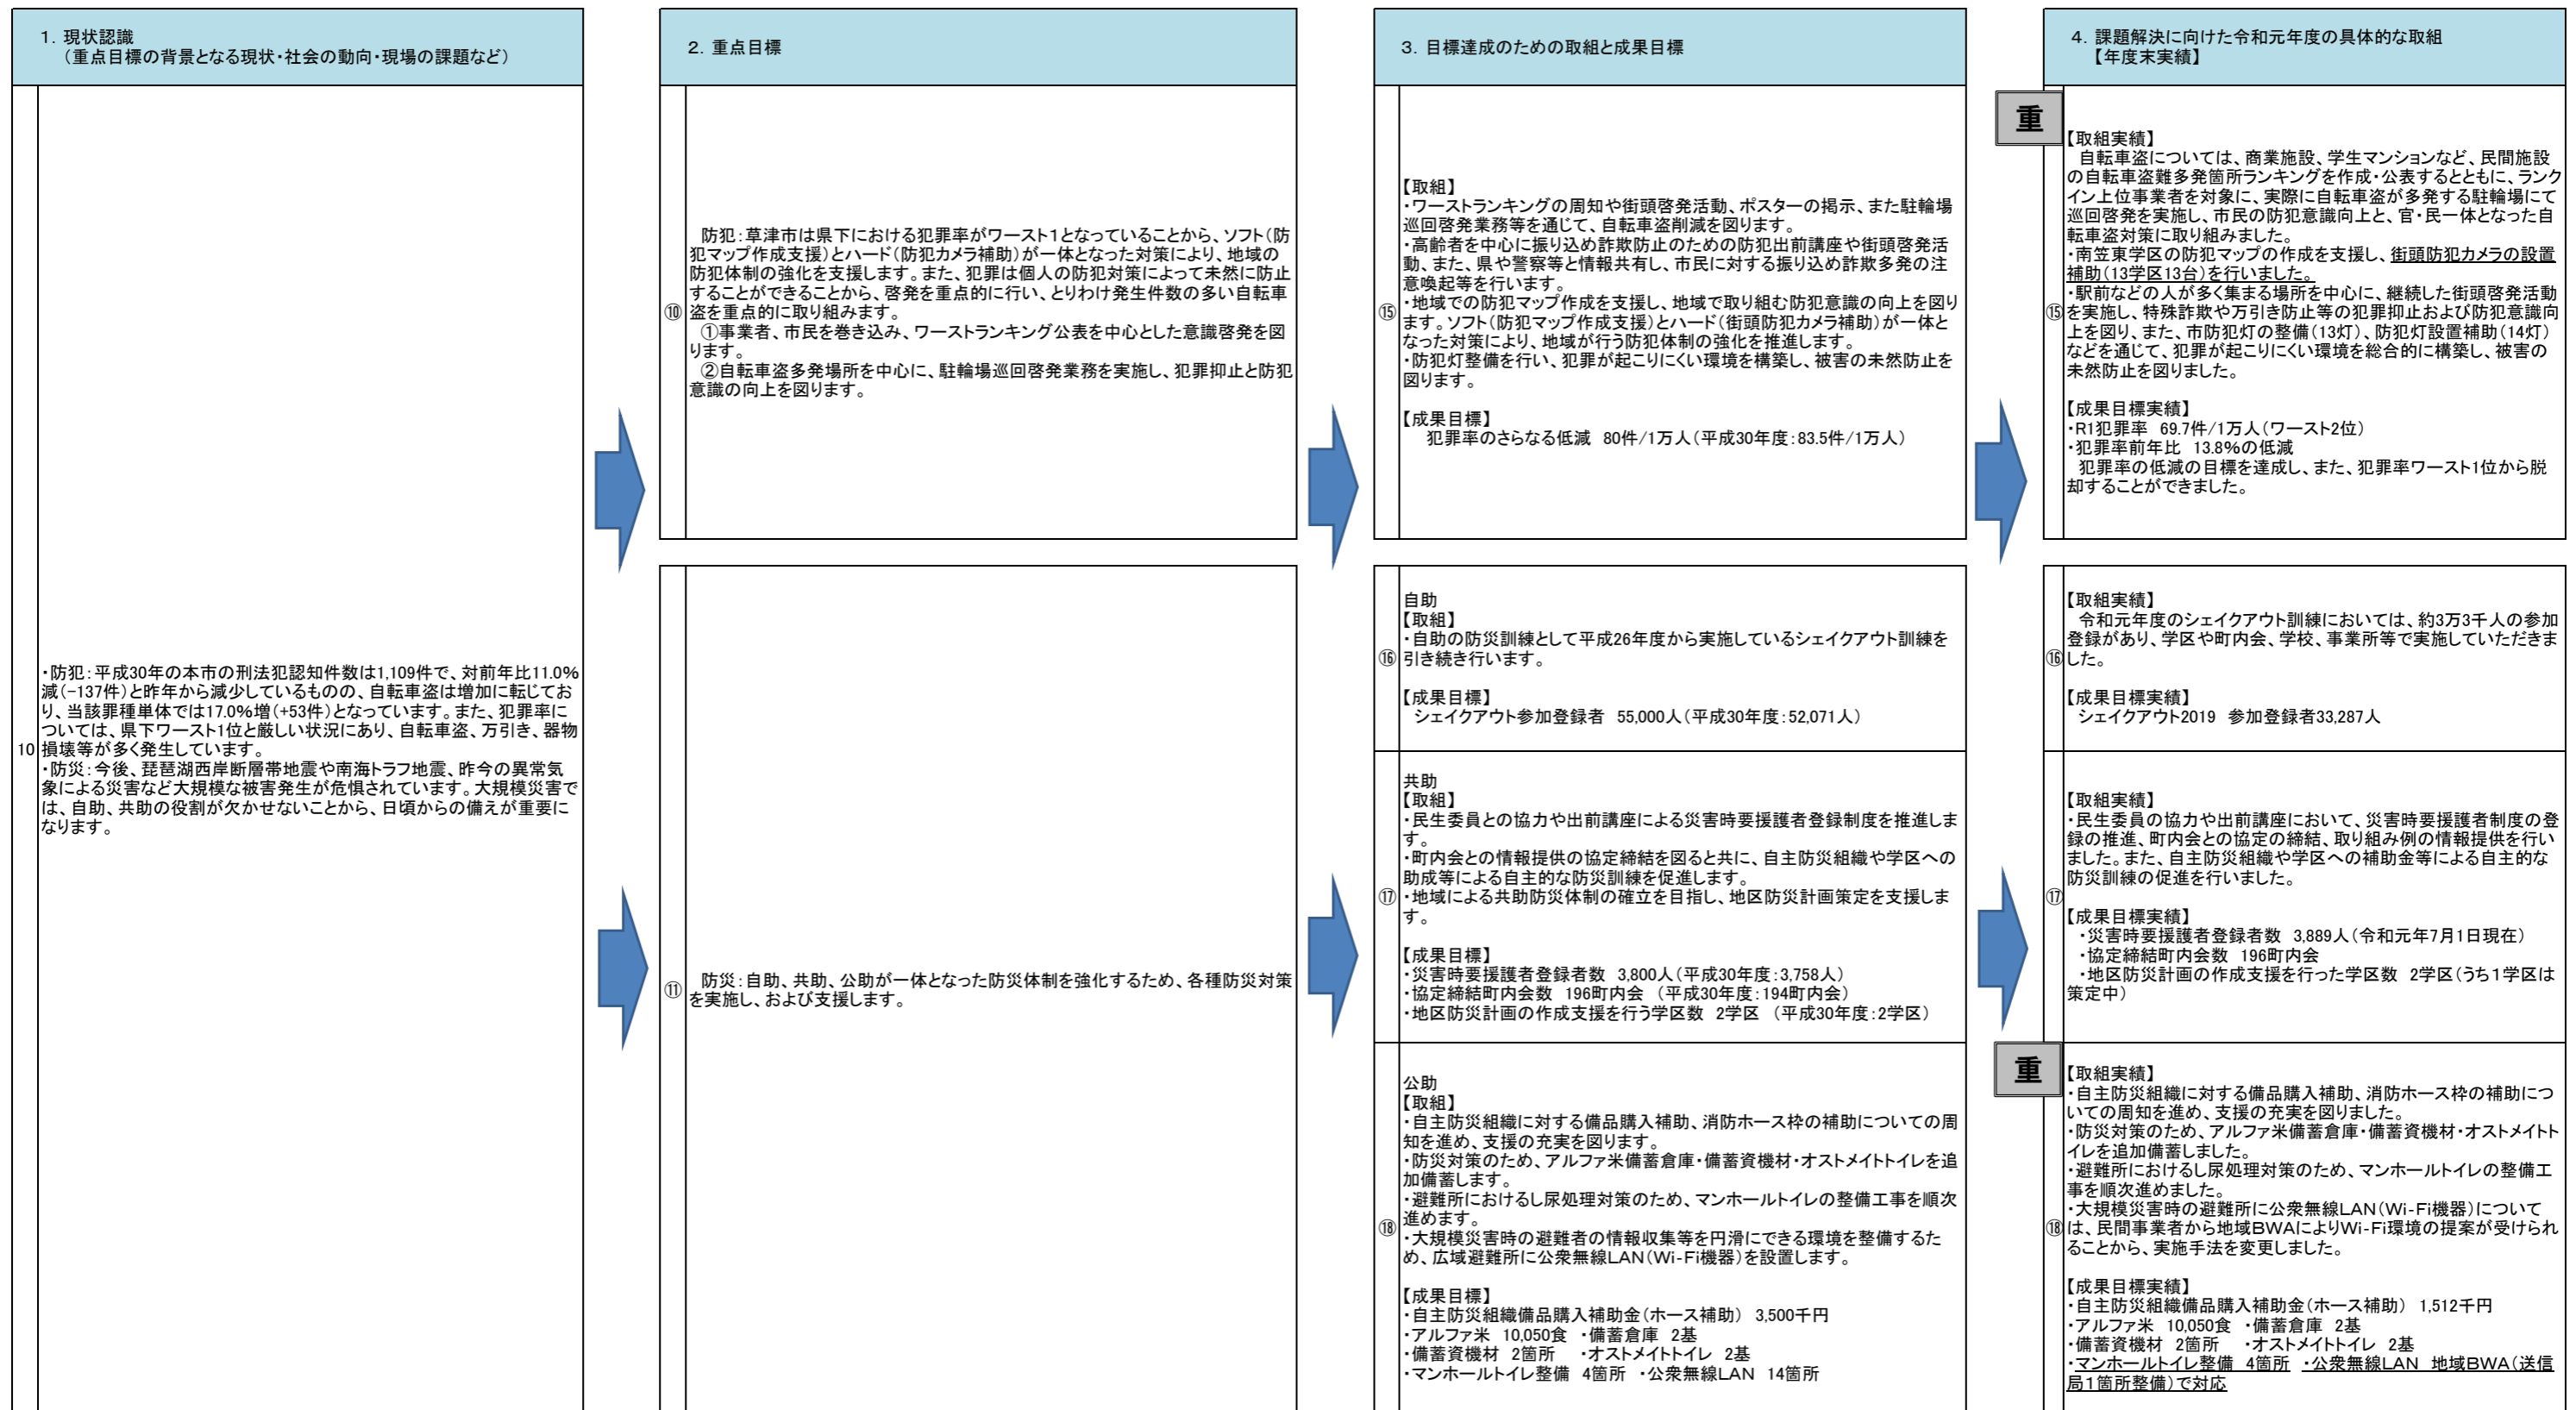 1．現状認識
（重点目標の背景となる現状・社会の動向・現場の課題など）
10
・防犯：平成30年の本市の刑法犯認知件数は1,109件で、対前年比11.0%
減（−137件）と昨年から減少しているものの、自転車盗は増加に転じてお
り、当該罪種単体では17.0%増（+53件）となっています。また、犯罪率に
ついては、県下ワースト1位と厳しい状況にあり、自転車盗、万引き、器物
損壊等が多く発生しています。
・防災：今後、琵琶湖西岸断層帯地震や南海トラフ地震、昨今の異常気
象による災害など大規模な被害発生が危惧されています。大規模災害で
は、自助、共助の役割が欠かせないことから、日頃からの備えが重要に
なります。
２．重点目標
⑩
防犯：草津市は県下における犯罪率がワースト1となっていることから、ソフト（防
犯マップ作成支援）とハード（防犯カメラ補助）が一体となった対策により、地域の
防犯体制の強化を支援します。また、犯罪は個人の防犯対策によって未然に防止
することができることから、啓発を重点的に行い、とりわけ発生件数の多い自転車
盗を重点的に取り組みます。
①事業者、市民を巻き込み、ワーストランキング公表を中心とした意識啓発を図
ります。
②自転車盗多発場所を中心に、駐輪場巡回啓発業務を実施し、犯罪抑止と防犯
意識の向上を図ります。
⑪
防災：自助、共助、公助が一体となった防災体制を強化するため、各種防災対策
を実施し、および支援します。
３．目標達成のための取組と成果目標
⑮
【取組】
・ワーストランキングの周知や街頭啓発活動、ポスターの掲示、また駐輪場
巡回啓発業務等を通じて、自転車盗削減を図ります。
・高齢者を中心に振り込め詐欺防止のための防犯出前講座や街頭啓発活
動、また、県や警察等と情報共有し、市民に対する振り込め詐欺多発の注
意喚起等を行います。
・地域での防犯マップ作成を支援し、地域で取り組む防犯意識の向上を図り
ます。ソフト（防犯マップ作成支援）とハード（街頭防犯カメラ補助）が一体と
なった対策により、地域が行う防犯体制の強化を推進します。
・防犯灯整備を行い、犯罪が起こりにくい環境を構築し、被害の未然防止を
図ります。
【成果目標】
犯罪率のさらなる低減 80件/1万人（平成30年度：83.5件/1万人）
⑯
自助
【取組】
・自助の防災訓練として平成26年度から実施しているシェイクアウト訓練を
引き続き行います。
【成果目標】
シェイクアウト参加登録者 55,000人（平成30年度：52,071人）
⑰
共助
【取組】
・民生委員との協力や出前講座による災害時要援護者登録制度を推進しま
す。
・町内会との情報提供の協定締結を図ると共に、自主防災組織や学区への
助成等による自主的な防災訓練を促進します。
・地域による共助防災体制の確立を目指し、地区防災計画策定を支援しま
す。
【成果目標】
・災害時要援護者登録者数 3,800人（平成30年度：3,758人）
・協定締結町内会数 196町内会 （平成30年度：194町内会）
・地区防災計画の作成支援を行う学区数 2学区 （平成30年度：2学区）
⑱
公助
【取組】
・自主防災組織に対する備品購入補助、消防ホース枠の補助についての周
知を進め、支援の充実を図ります。
・防災対策のため、アルファ米備蓄倉庫・備蓄資機材・オストメイトトイレを追
加備蓄します。
・避難所におけるし尿処理対策のため、マンホールトイレの整備工事を順次
進めます。
・大規模災害時の避難者の情報収集等を円滑にできる環境を整備するた
め、広域避難所に公衆無線LAN（Wi-Fi機器）を設置します。
【成果目標】
・自主防災組織備品購入補助金（ホース補助） 3,500千円
・アルファ米 10,050食 ・備蓄倉庫 2基
・備蓄資機材 2箇所 ・オストメイトトイレ 2基
・マンホールトイレ整備 4箇所 ・公衆無線LAN 14箇所
４．課題解決に向けた令和元年度の具体的な取組
【年度末実績】
重
⑮
【取組実績】
自転車盗については、商業施設、学生マンションなど、民間施設
の自転車盗難多発箇所ランキングを作成・公表するとともに、ランク
イン上位事業者を対象に、実際に自転車盗が多発する駐輪場にて
巡回啓発を実施し、市民の防犯意識向上と、官・民一体となった自
転車盗対策に取り組みました。
・南笠東学区の防犯マップの作成を支援し、街頭防犯カメラの設置
補助（13学区13台）を行いました。
・駅前などの人が多く集まる場所を中心に、継続した街頭啓発活動
を実施し、特殊詐欺や万引き防止等の犯罪抑止および防犯意識向
上を図り、また、市防犯灯の整備（13灯）、防犯灯設置補助（14灯）
などを通じて、犯罪が起こりにくい環境を総合的に構築し、被害の
未然防止を図りました。
【成果目標実績】
・R1犯罪率 69.7件/1万人（ワースト2位）
・犯罪率前年比 13.8%の低減
犯罪率の低減の目標を達成し、また、犯罪率ワースト1位から脱
却することができました。
⑯
【取組実績】
令和元年度のシェイクアウト訓練においては、約3万3千人の参加
登録があり、学区や町内会、学校、事業所等で実施していただきま
した。
【成果目標実績】
シェイクアウト2019 参加登録者33,287人
⑰
【取組実績】
・民生委員の協力や出前講座において、災害時要援護者制度の登
録の推進、町内会との協定の締結、取り組み例の情報提供を行い
ました。また、自主防災組織や学区への補助金等による自主的な
防災訓練の促進を行いました。
【成果目標実績】
・災害時要援護者登録者数 3,889人（令和元年7月1日現在）
・協定締結町内会数 196町内会
・地区防災計画の作成支援を行った学区数 2学区（うち１学区は
策定中）
重
⑱
【取組実績】
・自主防災組織に対する備品購入補助、消防ホース枠の補助につ
いての周知を進め、支援の充実を図りました。
・防災対策のため、アルファ米備蓄倉庫・備蓄資機材・オストメイトト
イレを追加備蓄しました。
・避難所におけるし尿処理対策のため、マンホールトイレの整備工
事を順次進めました。
・大規模災害時の避難所に公衆無線LAN（Wi-Fi機器）について
は、民間事業者から地域BWAによりWi-Fi環境の提案が受けられ
ることから、実施手法を変更しました。
【成果目標実績】
・自主防災組織備品購入補助金（ホース補助） 1,512千円
・アルファ米 10,050食 ・備蓄倉庫 2基
・備蓄資機材 2箇所 ・オストメイトトイレ 2基
・マンホールトイレ整備 4箇所 ・公衆無線LAN 地域BWA（送信
局１箇所整備）で対応